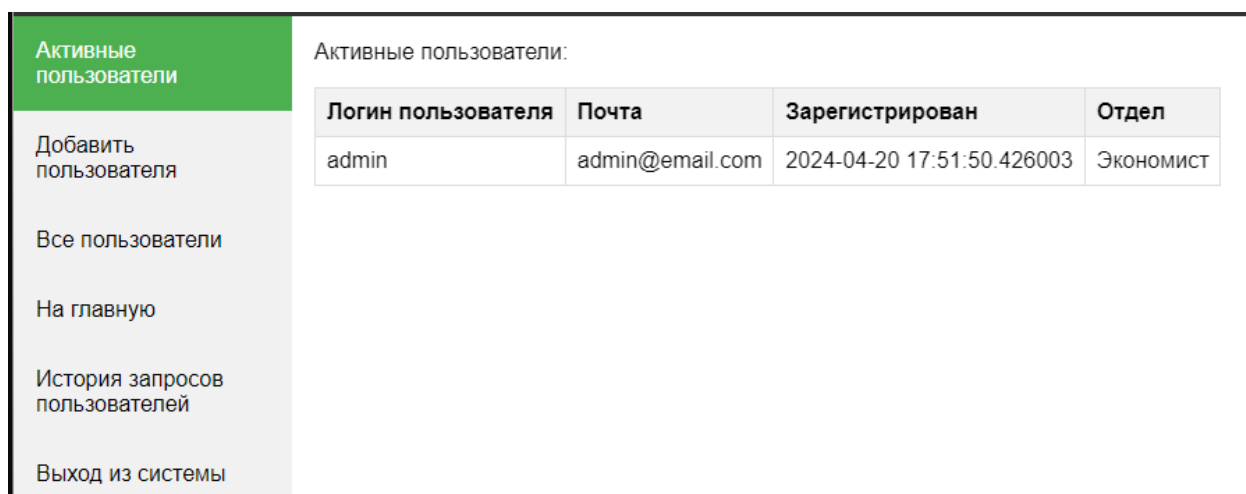 Активные
пользователи
Добавить
пользователя
Все пользователи
На главную
История запросов
пользователей
Выход из системы
Активные пользователи:
Логин пользователя Почта Зарегистрирован Отдел
admin admin@email.com 2024-04-20 17:51:50.426003 Экономист